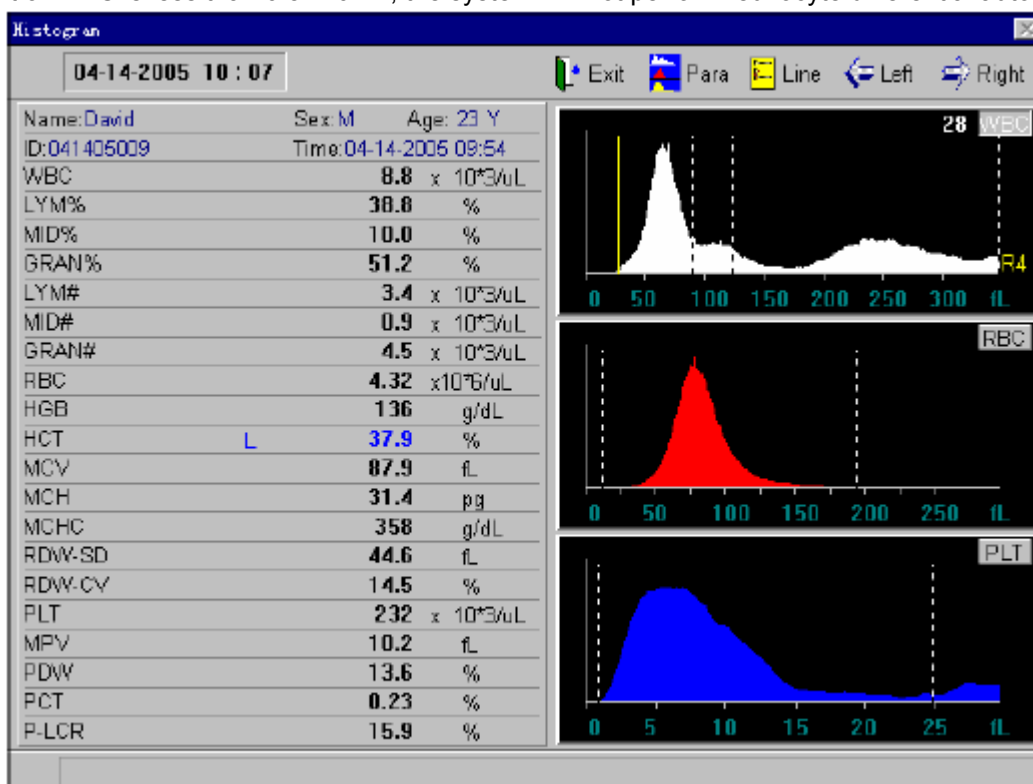 Histogran
04-14-2005 10 : 07
Exit Para Line Left Right
Name:David Sex:M Age: 23 Y
ID:041405009 Time:04-14-2005 09:54
WBC 8.8 x 10*3/uL
LYM% 38.8 %
MID% 10.0 %
GRAN% 51.2 %
LYM# 3.4 x 10*3/uL
MID# 0.9 x 10*3/uL
GRAN# 4.5 x 10*3/uL
RBC 4.32 x10*6/uL
HGB 136 g/dL
HCT L 37.9 %
MCV 87.9 fL
MCH 31.4 pg
MCHC 358 g/dL
RDW-SD 44.6 fL
RDW-CV 14.5 %
PLT 232 x 10*3/uL
MPV 10.2 fL
PDW 13.6 %
PCT 0.23 %
P-LCR 15.9 %
28 WBC
R4
0 50 100 150 200 250 300 fL
RBC
0 50 100 150 200 250 fL
PLT
0 5 10 15 20 25 fL